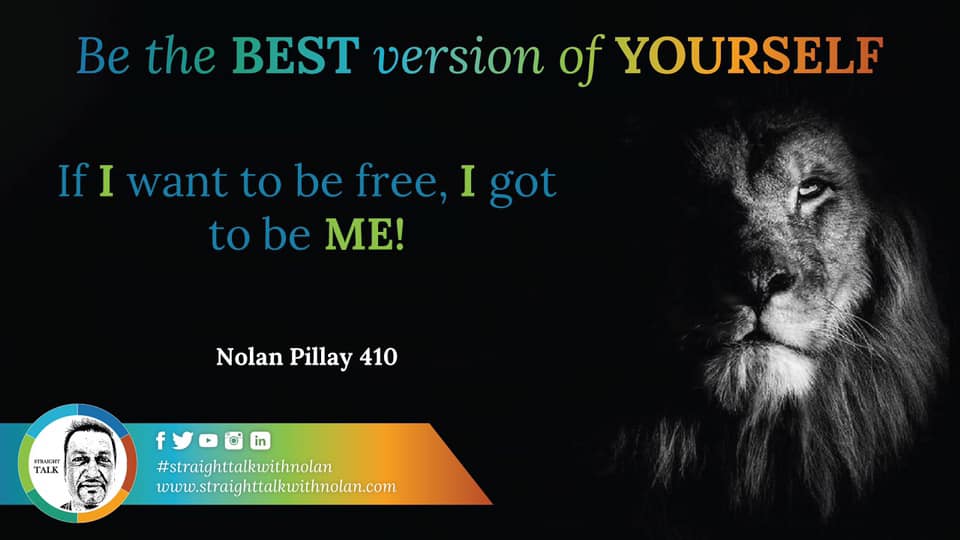 Be the BEST version of YOURSELF
If I want to be free, I got
to be ME!
Nolan Pillay 410
STRAIGHT
TALK
#straighttalkwithnolan
www.straighttalkwithnolan.com